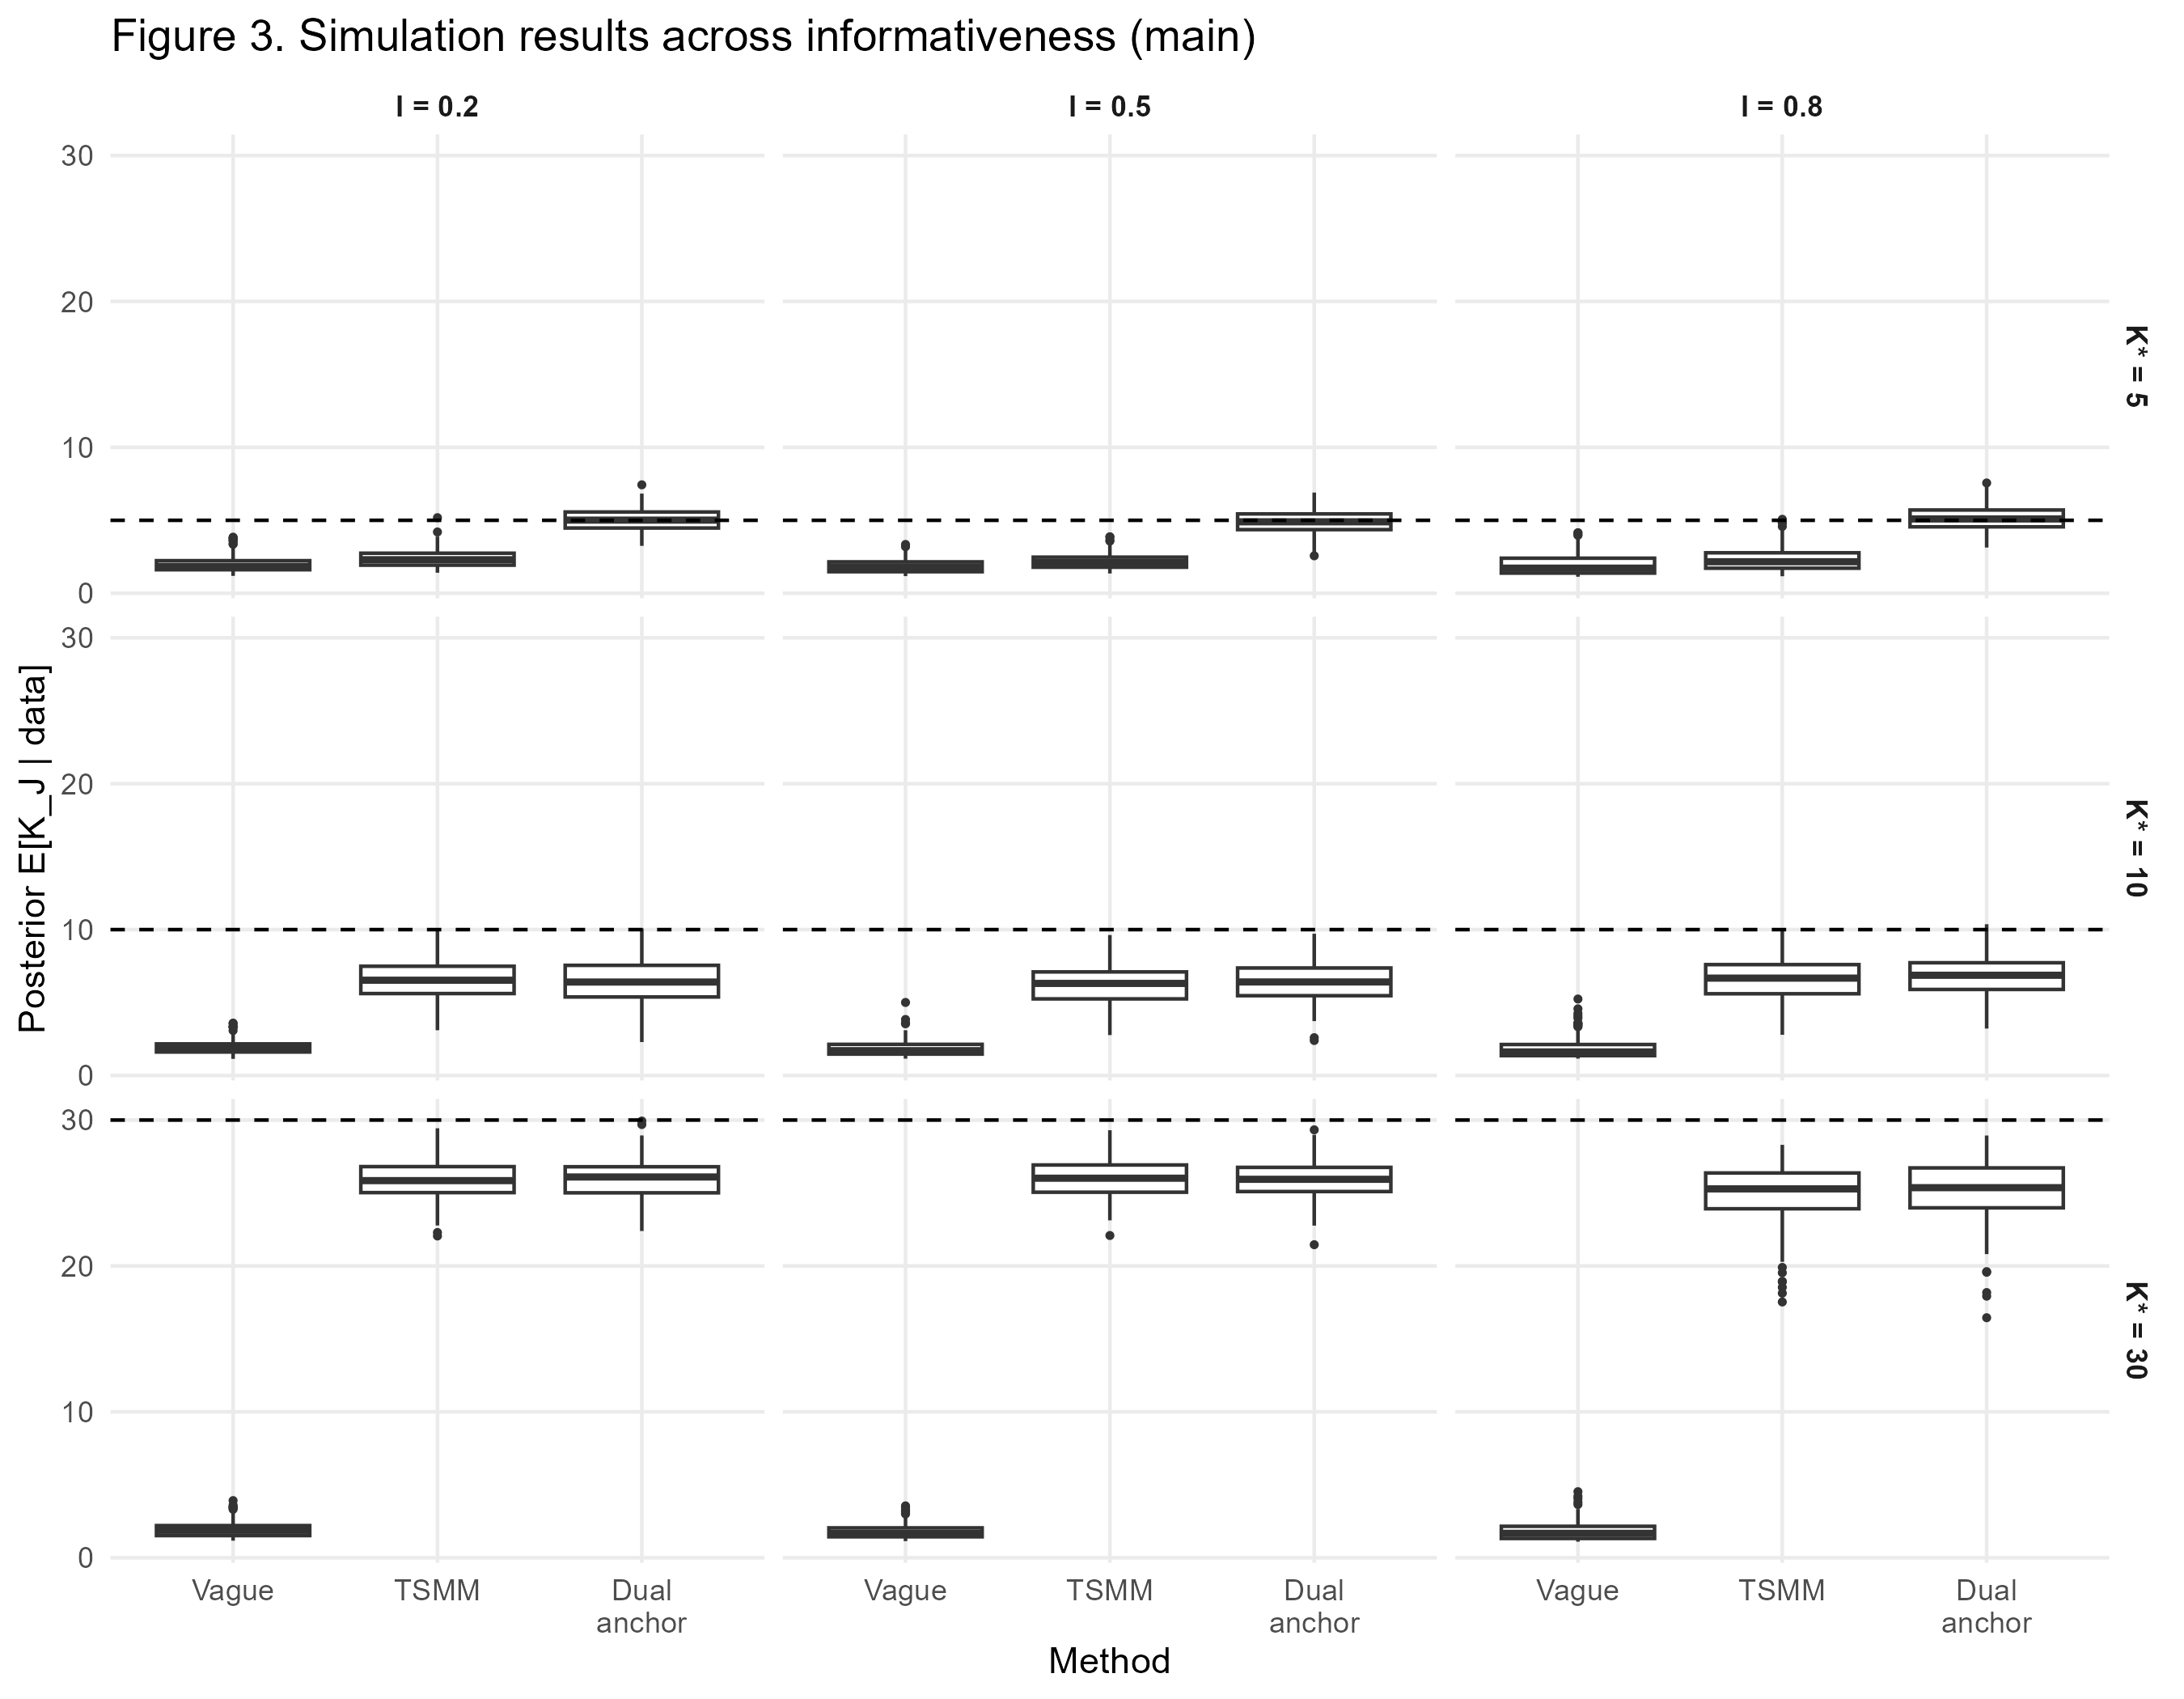 Figure 3. Simulation results across informativeness (main)
I = 0.2
I = 0.5
I = 0.8
30
20
10
0
K* = 5
30
20
10
0
K* = 10
30
20
10
0
K* = 30
Posterior E[K_J | data]
Vague
TSMM
Dual
anchor
Vague
TSMM
Dual
anchor
Vague
TSMM
Dual
anchor
Method